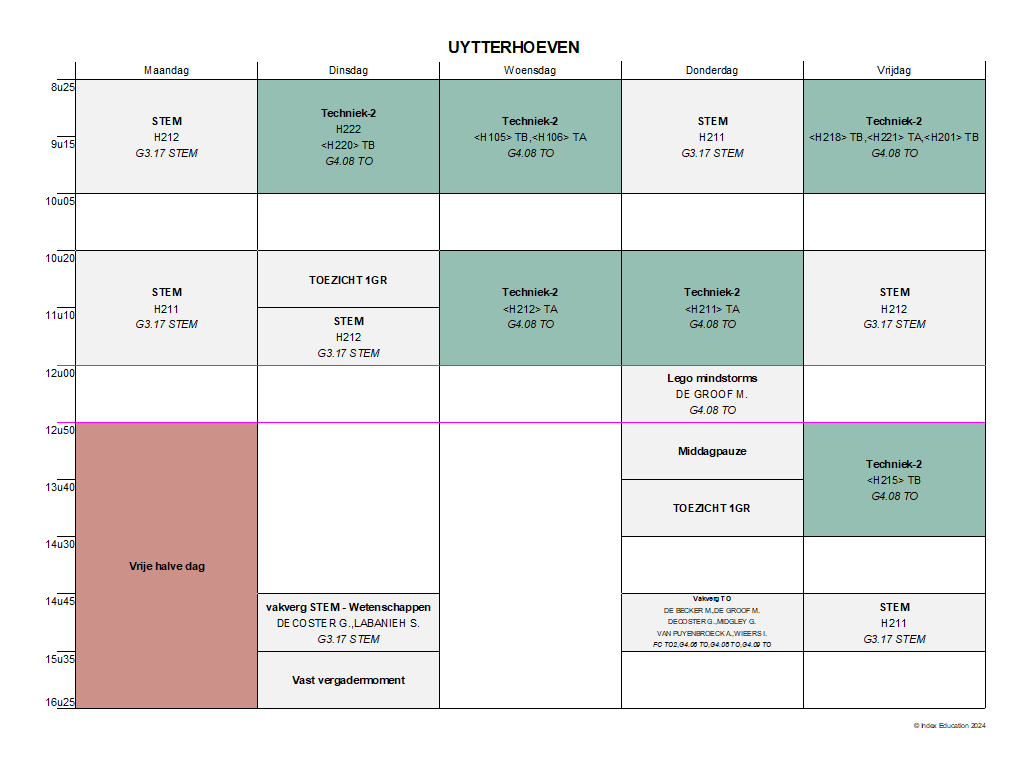 UYTTERHOEVEN
Maandag Dinsdag Woensdag Donderdag Vrijdag
8u25
STEM
H212
G3.17 STEM
Techniek-2
H222
<H220> TB
G4.08 TO
Techniek-2
<H105> TB,<H106> TA
G4.08 TO
STEM
H211
G3.17 STEM
Techniek-2
<H218> TB,<H221> TA,<H201> TB
G4.08 TO
9u15
10u05
10u20
STEM
H211
G3.17 STEM
TOEZICHT 1GR
11u10
STEM
H212
G3.17 STEM
Techniek-2
<H212> TA
G4.08 TO
Techniek-2
<H211> TA
G4.08 TO
STEM
H212
G3.17 STEM
12u00
Lego mindstorms
DE GROOF M.
G4.08 TO
12u50
Vrije halve dag
Middagpauze
Techniek-2
<H215> TB
G4.08 TO
13u40
TOEZICHT 1GR
14u30
14u45
vakverg STEM - Wetenschappen
DECOSTER G.,LABANIEH S.
G3.17 STEM
Vakverg TO
DE BECKER M.,DE GROOF M.
DECOSTER G.,MIDGLEY G.
VAN PUYENBROECK A.,WIEERS I.
FC TO2,G4.06 TO,G4.08 TO,G4.09 TO
STEM
H211
G3.17 STEM
15u35
Vast vergadermoment
16u25
© Index Education 2024